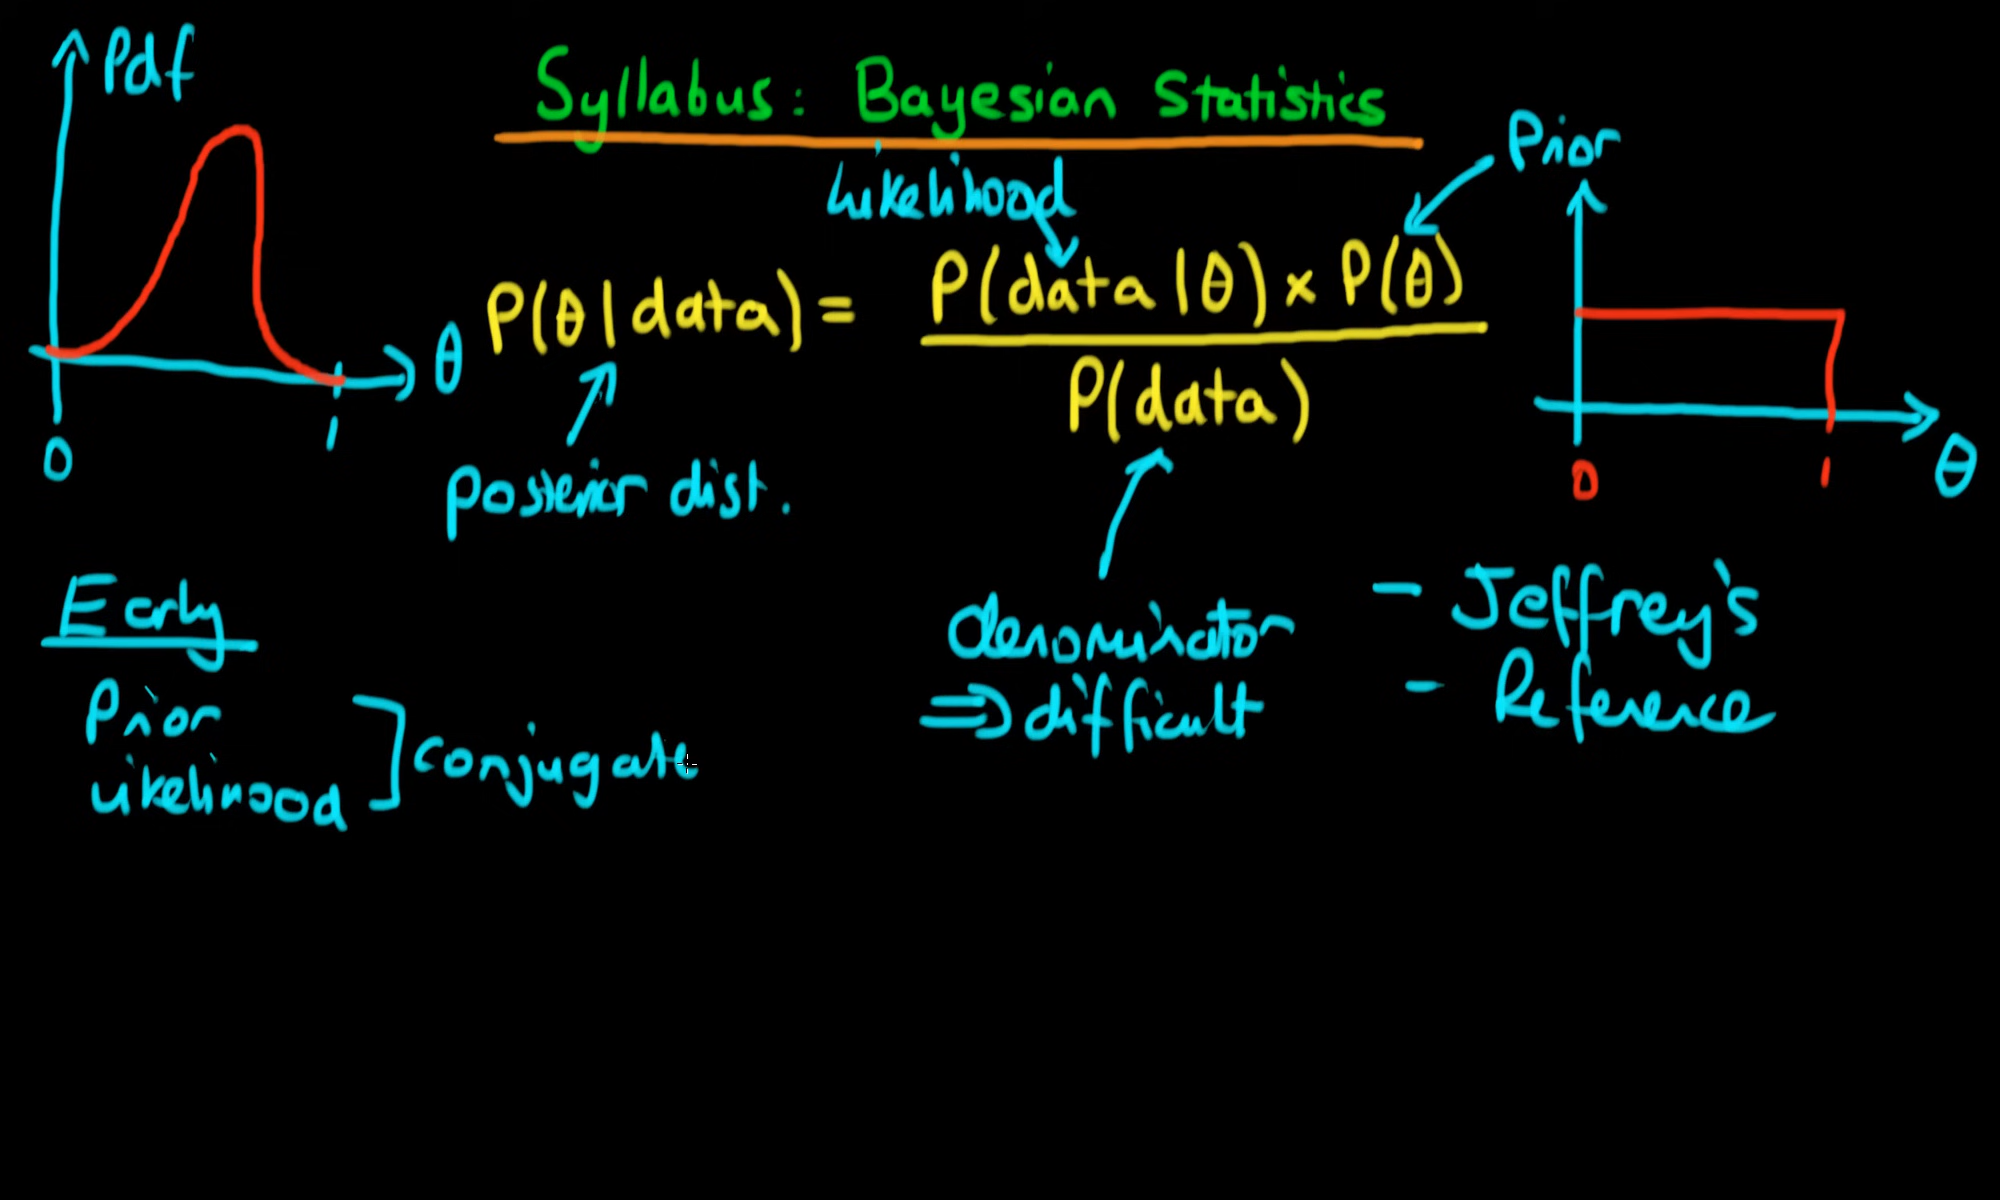 Pdf
Syllabus: Bayesian Statistics
Prior
Likelihood
P(θ|data) = P(data|θ) × P(θ)
P(data)
θ
0
1
posterior dist.
0
1
θ
Early
Prior
Likelihood
conjugate
denominator
⇒ difficult
- Jeffrey's
- Reference